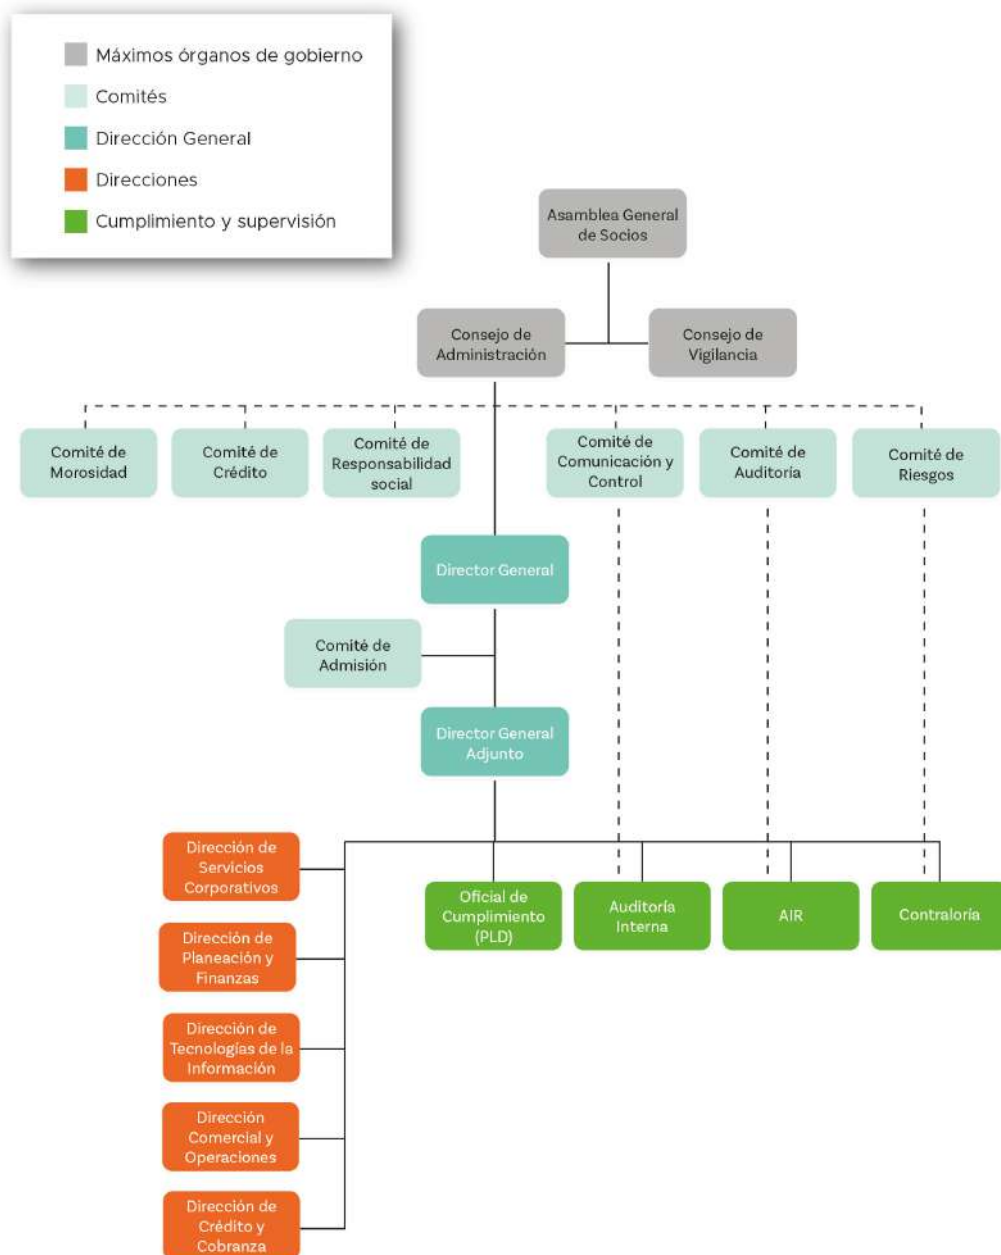 Máximos órganos de gobierno
Comités
Dirección General
Direcciones
Cumplimiento y supervisión
Asamblea General
de Socios
Consejo de
Administración
Consejo de
Vigilancia
Comité de
Morosidad
Comité de
Crédito
Comité de
Responsabilidad
social
Comité de
Comunicación y
Control
Comité de
Auditoría
Comité de
Riesgos
Director General
Comité de
Admisión
Director General
Adjunto
Dirección de
Servicios
Corporativos
Oficial de
Cumplimiento
(PLD)
Auditoría
Interna
AIR
Contraloría
Dirección de
Planeación y
Finanzas
Dirección de
Tecnologías de la
Información
Dirección
Comercial y
Operaciones
Dirección de
Crédito y
Cobranza